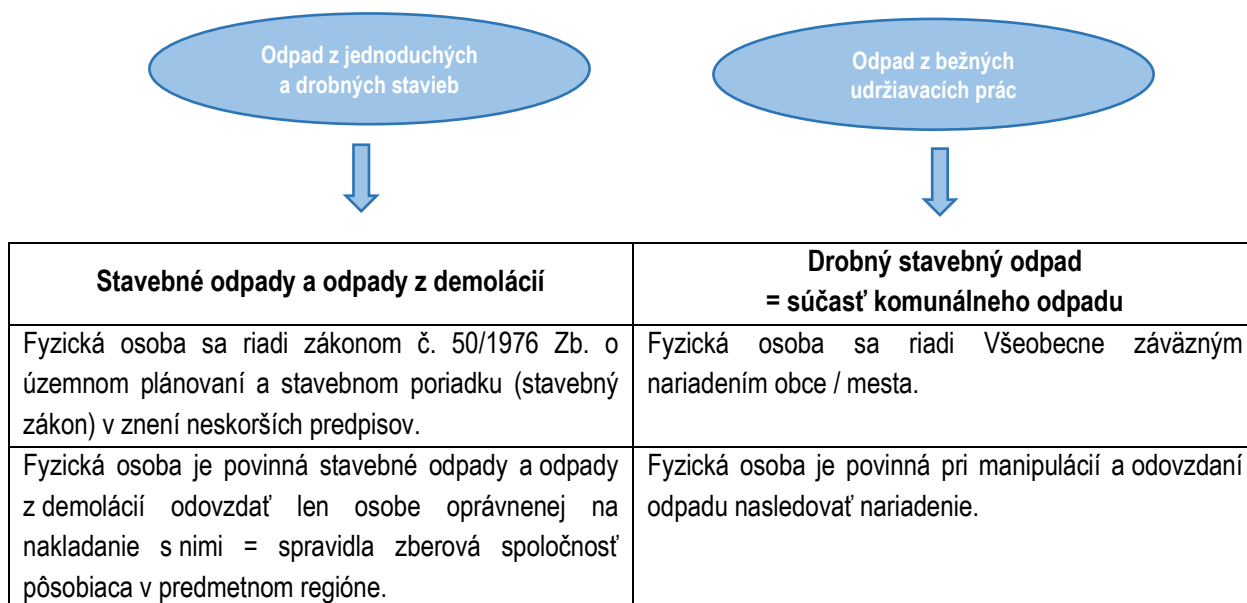 Odpad z jednoduchých
a drobných stavieb
Odpad z bežných
udržiavacích prác
Stavebné odpady a odpady z demolácií
Drobný stavebný odpad
= súčasť komunálneho odpadu
Fyzická osoba sa riadi zákonom č. 50/1976 Zb. o
územnom plánovaní a stavebnom poriadku (stavebný
zákon) v znení neskorších predpisov.
Fyzická osoba sa riadi Všeobecne záväzným
nariadením obce / mesta.
Fyzická osoba je povinná stavebné odpady a odpady
z demolácií odovzdať len osobe oprávnenej na
nakladanie s nimi = spravidla zberová spoločnosť
pôsobiaca v predmetnom regióne.
Fyzická osoba je povinná pri manipulácií a odovzdaní
odpadu nasledovať nariadenie.